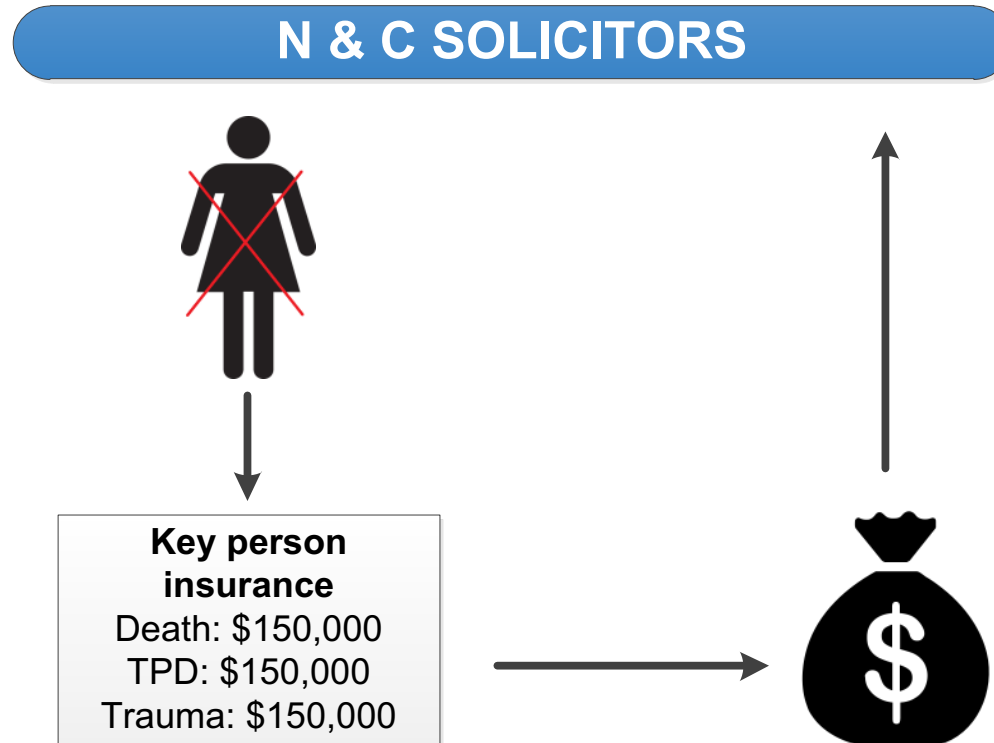 N & C SOLICITORS
Key person
insurance
Death: $150,000
TPD: $150,000
Trauma: $150,000
$